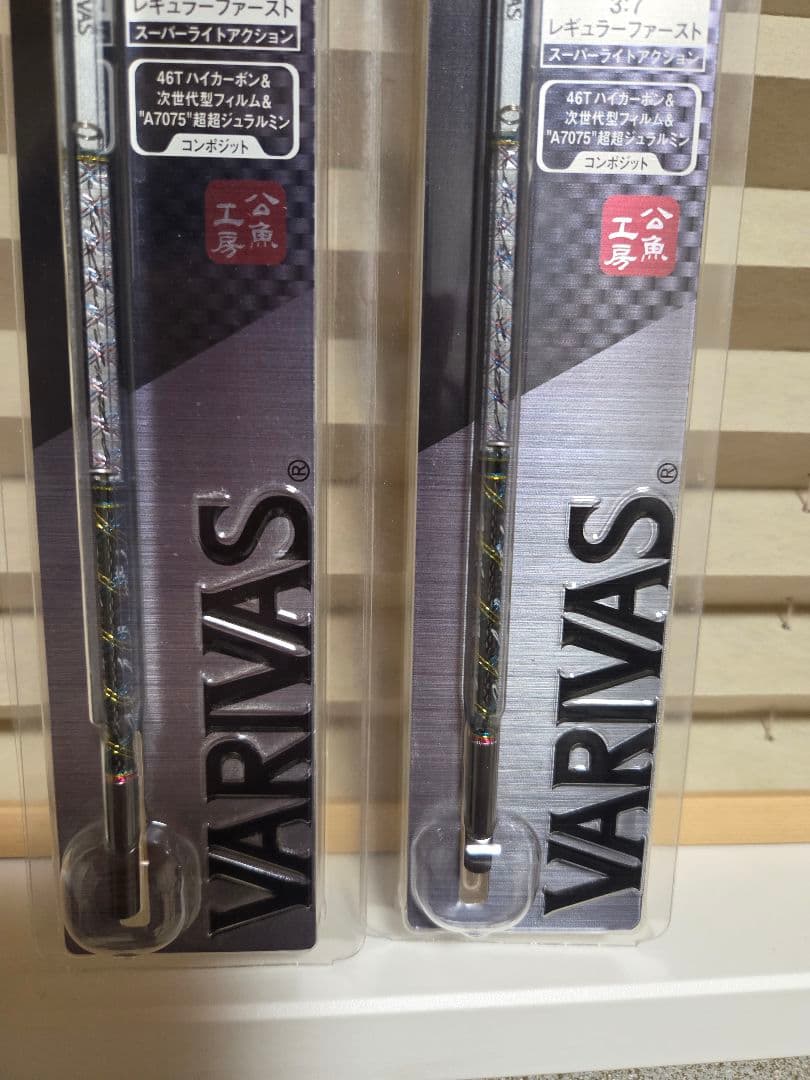 VAS
レギュラーファースト
スーパーライトアクション
46T ハイカーボン&
次世代型フィルム&
"A7075"超超ジュラルミン
コンポジット
公魚
工房
VARIVAS®
VAS
3:7
レギュラーファースト
スーパーライトアクション
46T ハイカーボン&
次世代型フィルム&
"A7075"超超ジュラルミン
コンポジット
公魚
工房
VARIVAS®